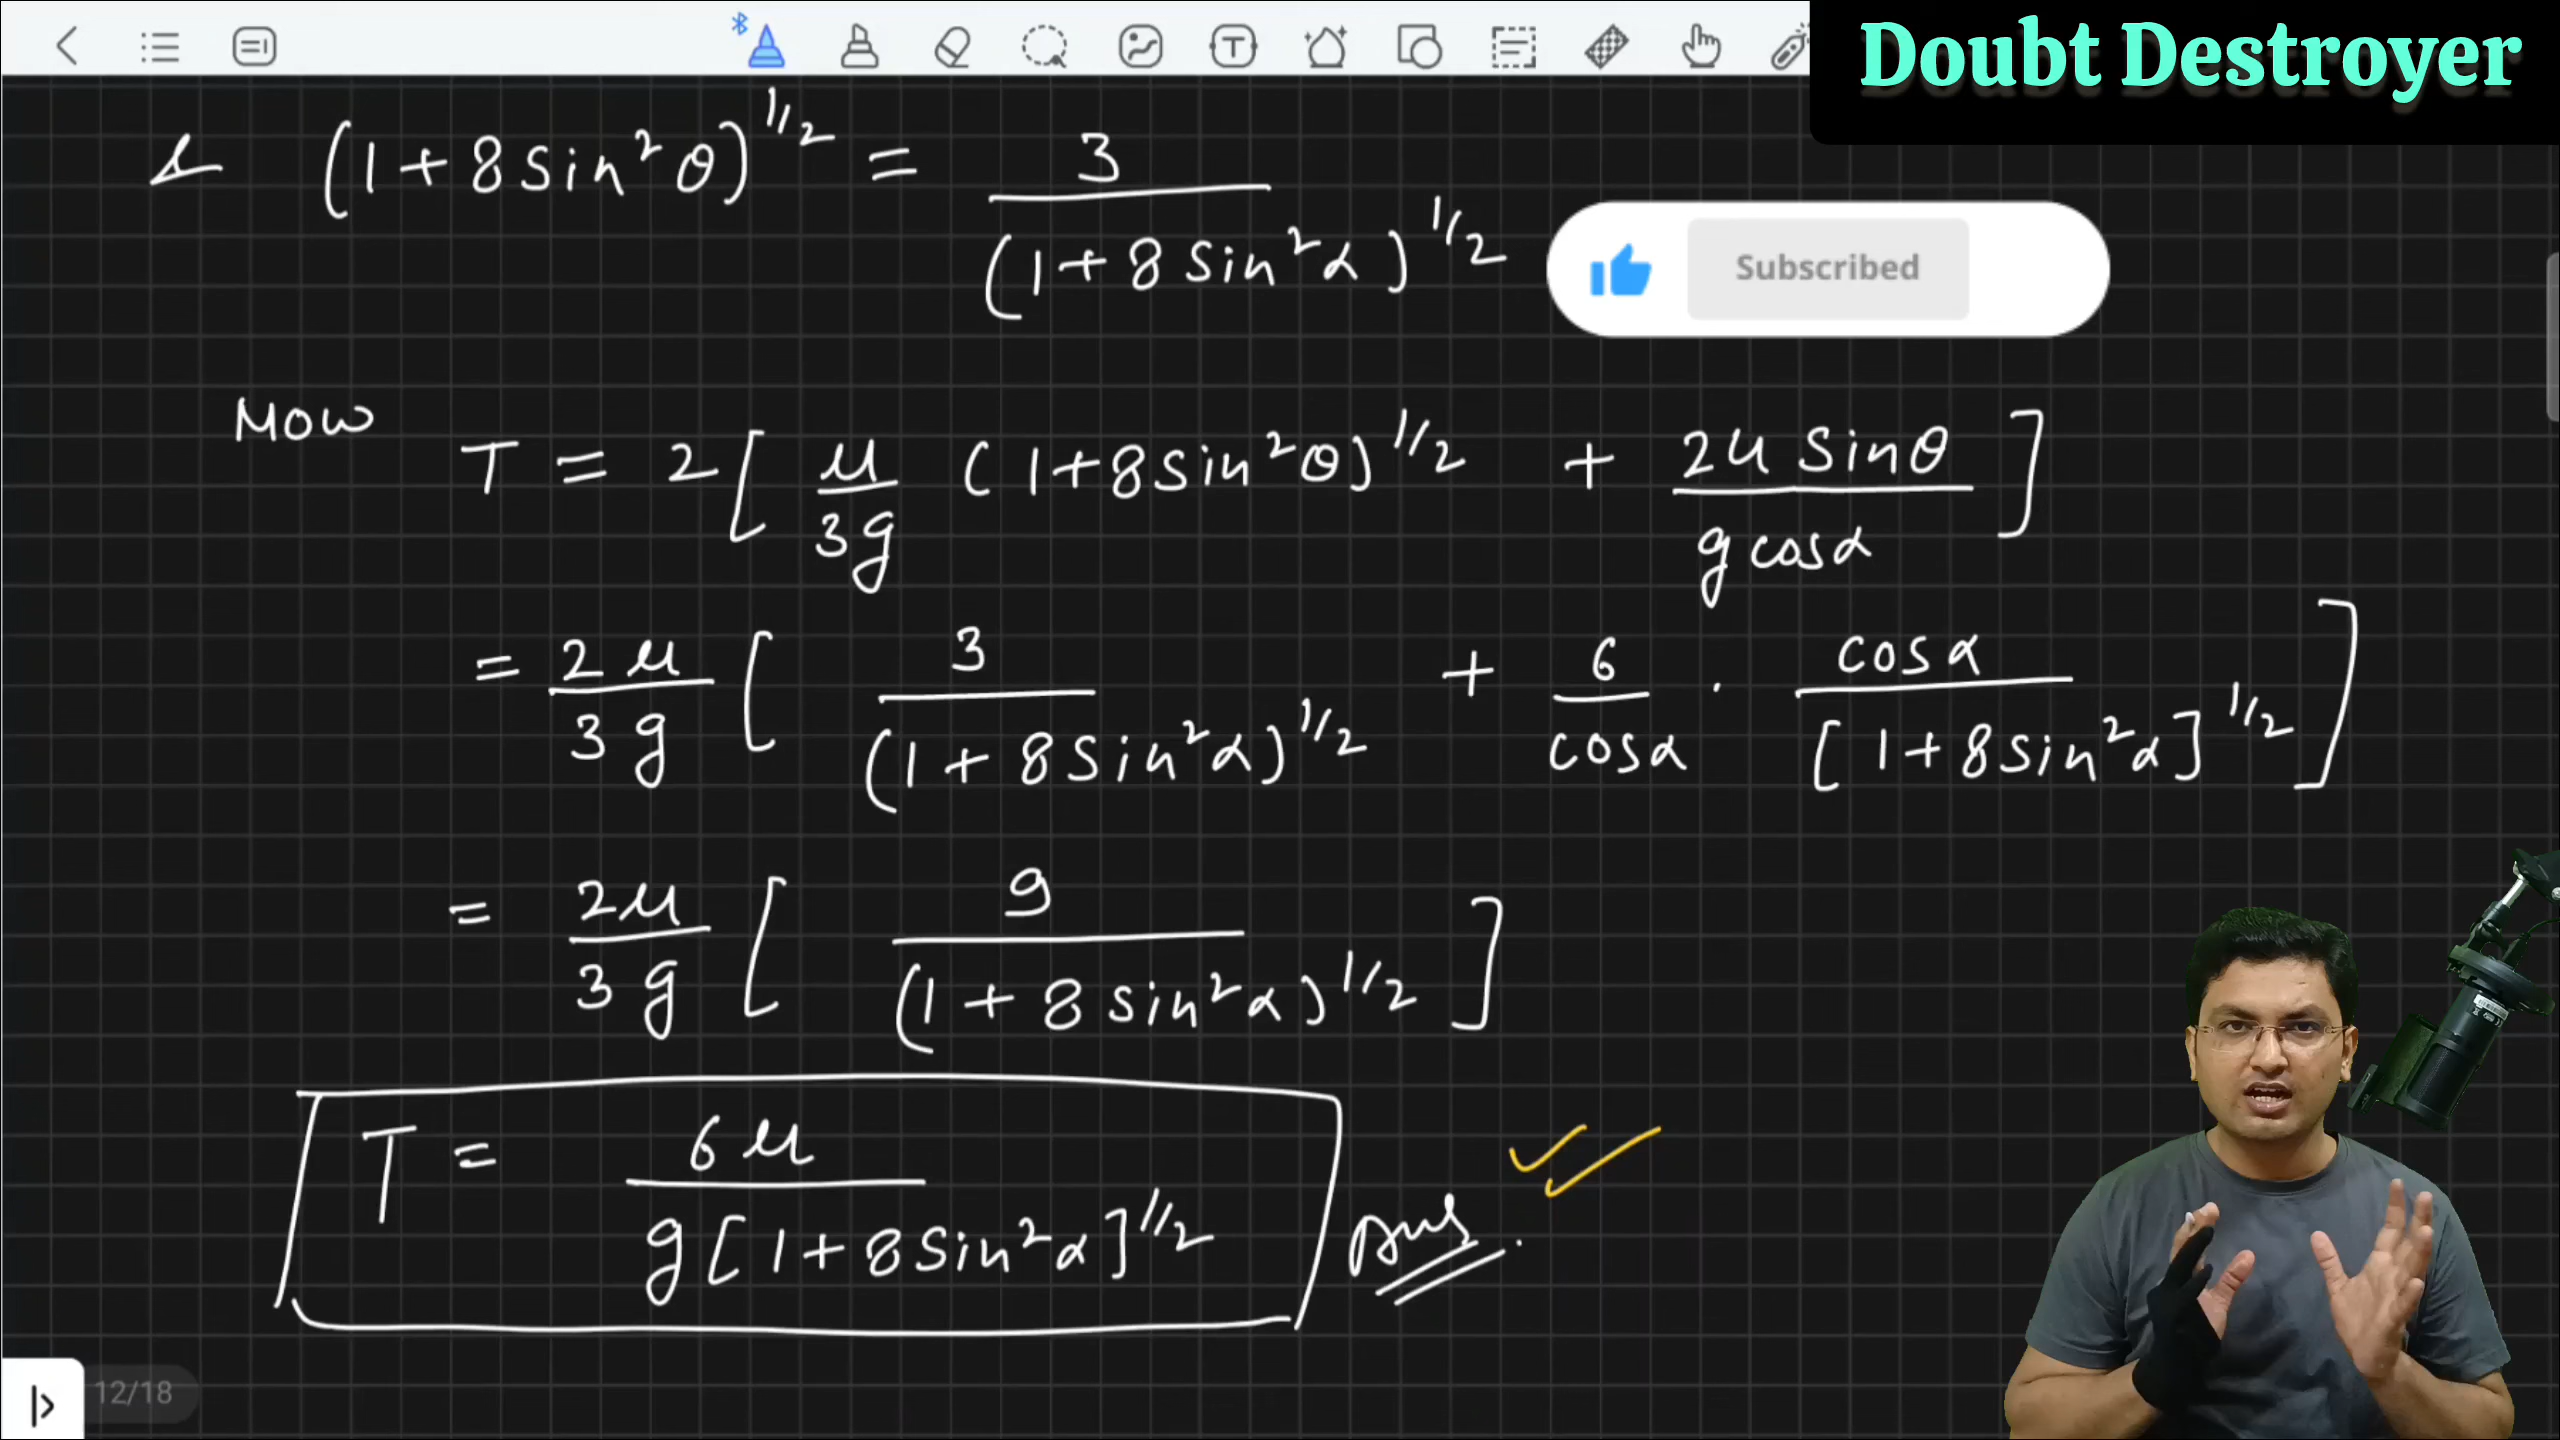 Doubt Destroyer
& (1+8sin²θ)^1/2 = 3/(1+8sin²α)^1/2
Subscribed
Now T = 2[u/3g (1+8sin²θ)^1/2 + 2u sinθ/g cosα]
= 2u/3g [3/(1+8sin²α)^1/2 + 6/cosα · cosα/[1+8sin²α]^1/2]
= 2u/3g [9/(1+8sin²α)^1/2]
T = 6u/g[1+8sin²α]^1/2 Ans.
12/18